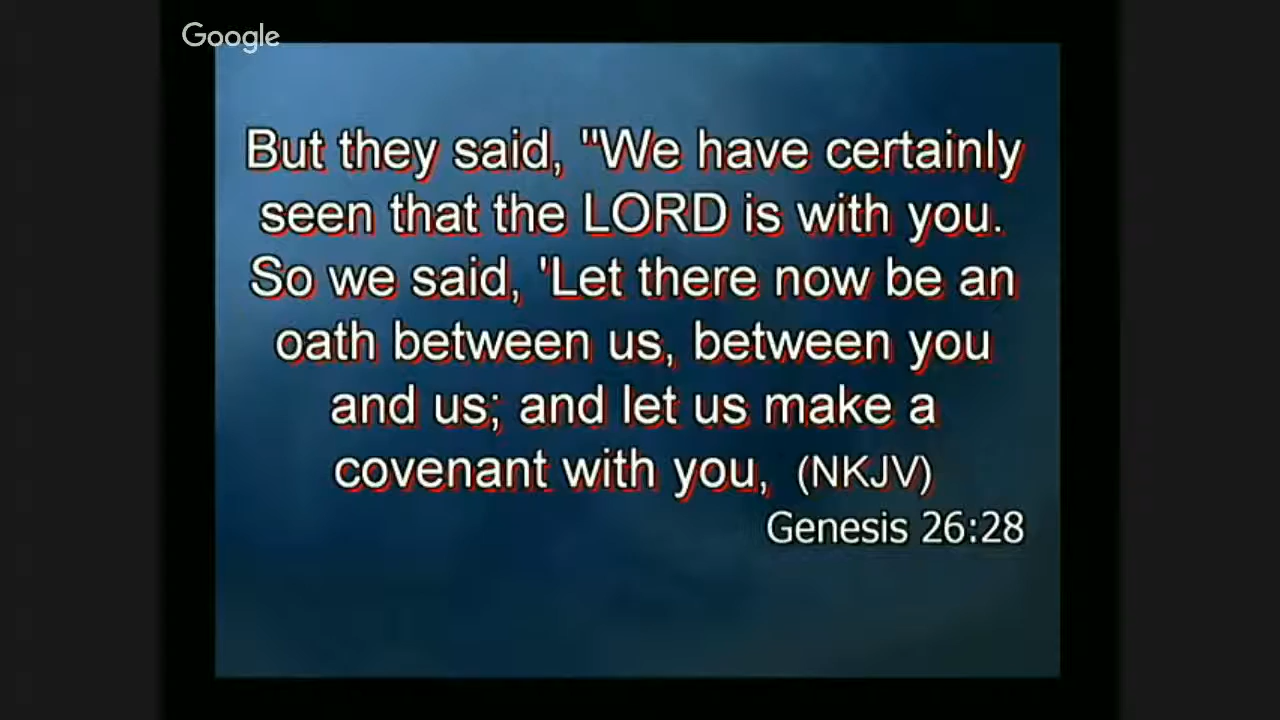 Google
But they said, "We have certainly
seen that the LORD is with you.
So we said, 'Let there now be an
oath between us, between you
and us; and let us make a
covenant with you, (NKJV)
Genesis 26:28